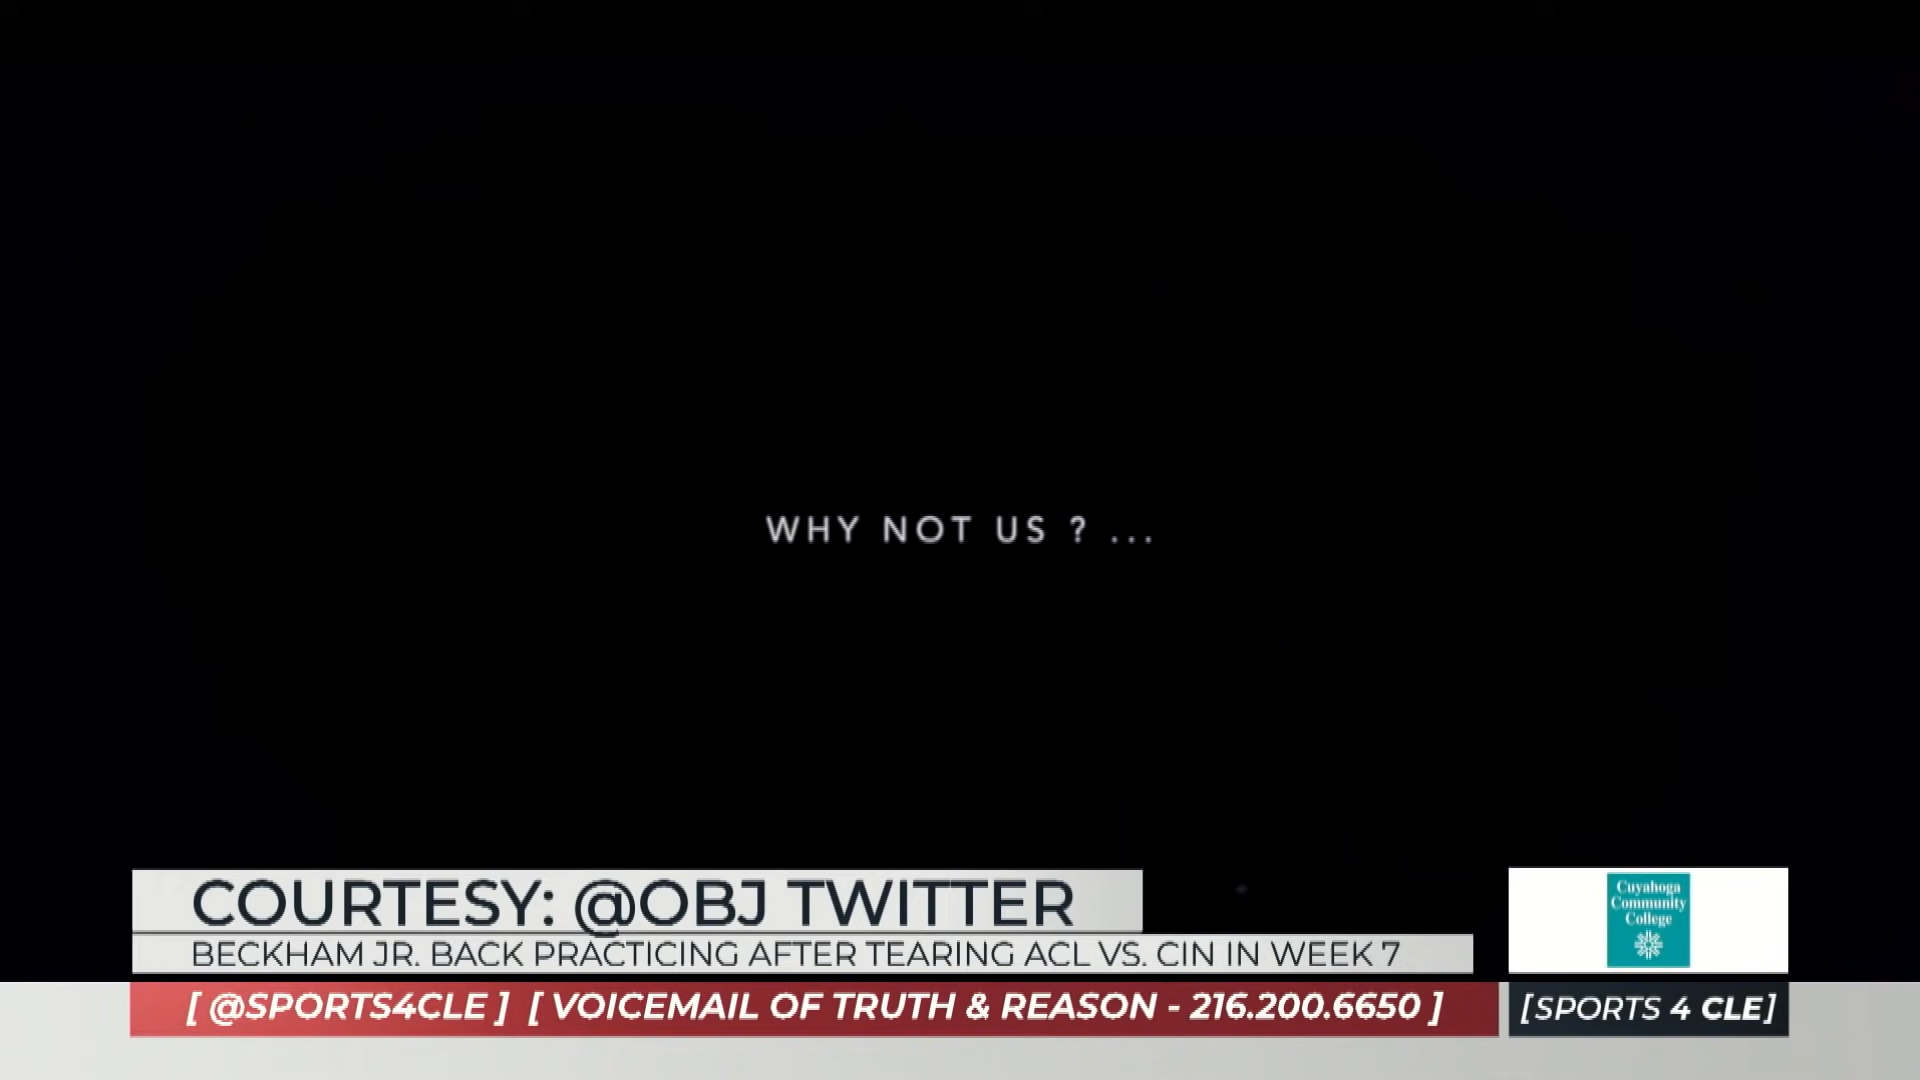 WHY NOT US ? ...
COURTESY: @OBJ TWITTER
BECKHAM JR. BACK PRACTICING AFTER TEARING ACL VS. CIN IN WEEK 7
[ @SPORTS4CLE ] [ VOICEMAIL OF TRUTH & REASON - 216.200.6650 ]
Cuyahoga
Community
College
[SPORTS 4 CLE]